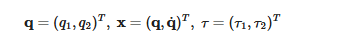 q = (q₁, q₂)ᵀ, x = (q, q̇)ᵀ, τ = (τ₁, τ₂)ᵀ